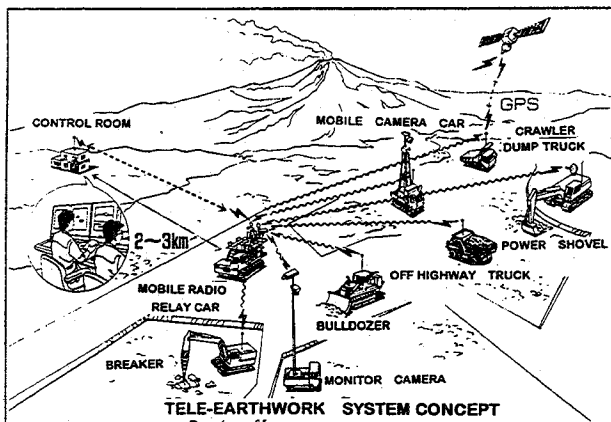 GPS
MOBILE CAMERA CAR
CRAWLER
DUMP TRUCK
CONTROL ROOM
2~3km
POWER SHOVEL
OFF HIGHWAY TRUCK
MOBILE RADIO
RELAY CAR
BULLDOZER
BREAKER
MONITOR CAMERA
TELE-EARTHWORK SYSTEM CONCEPT